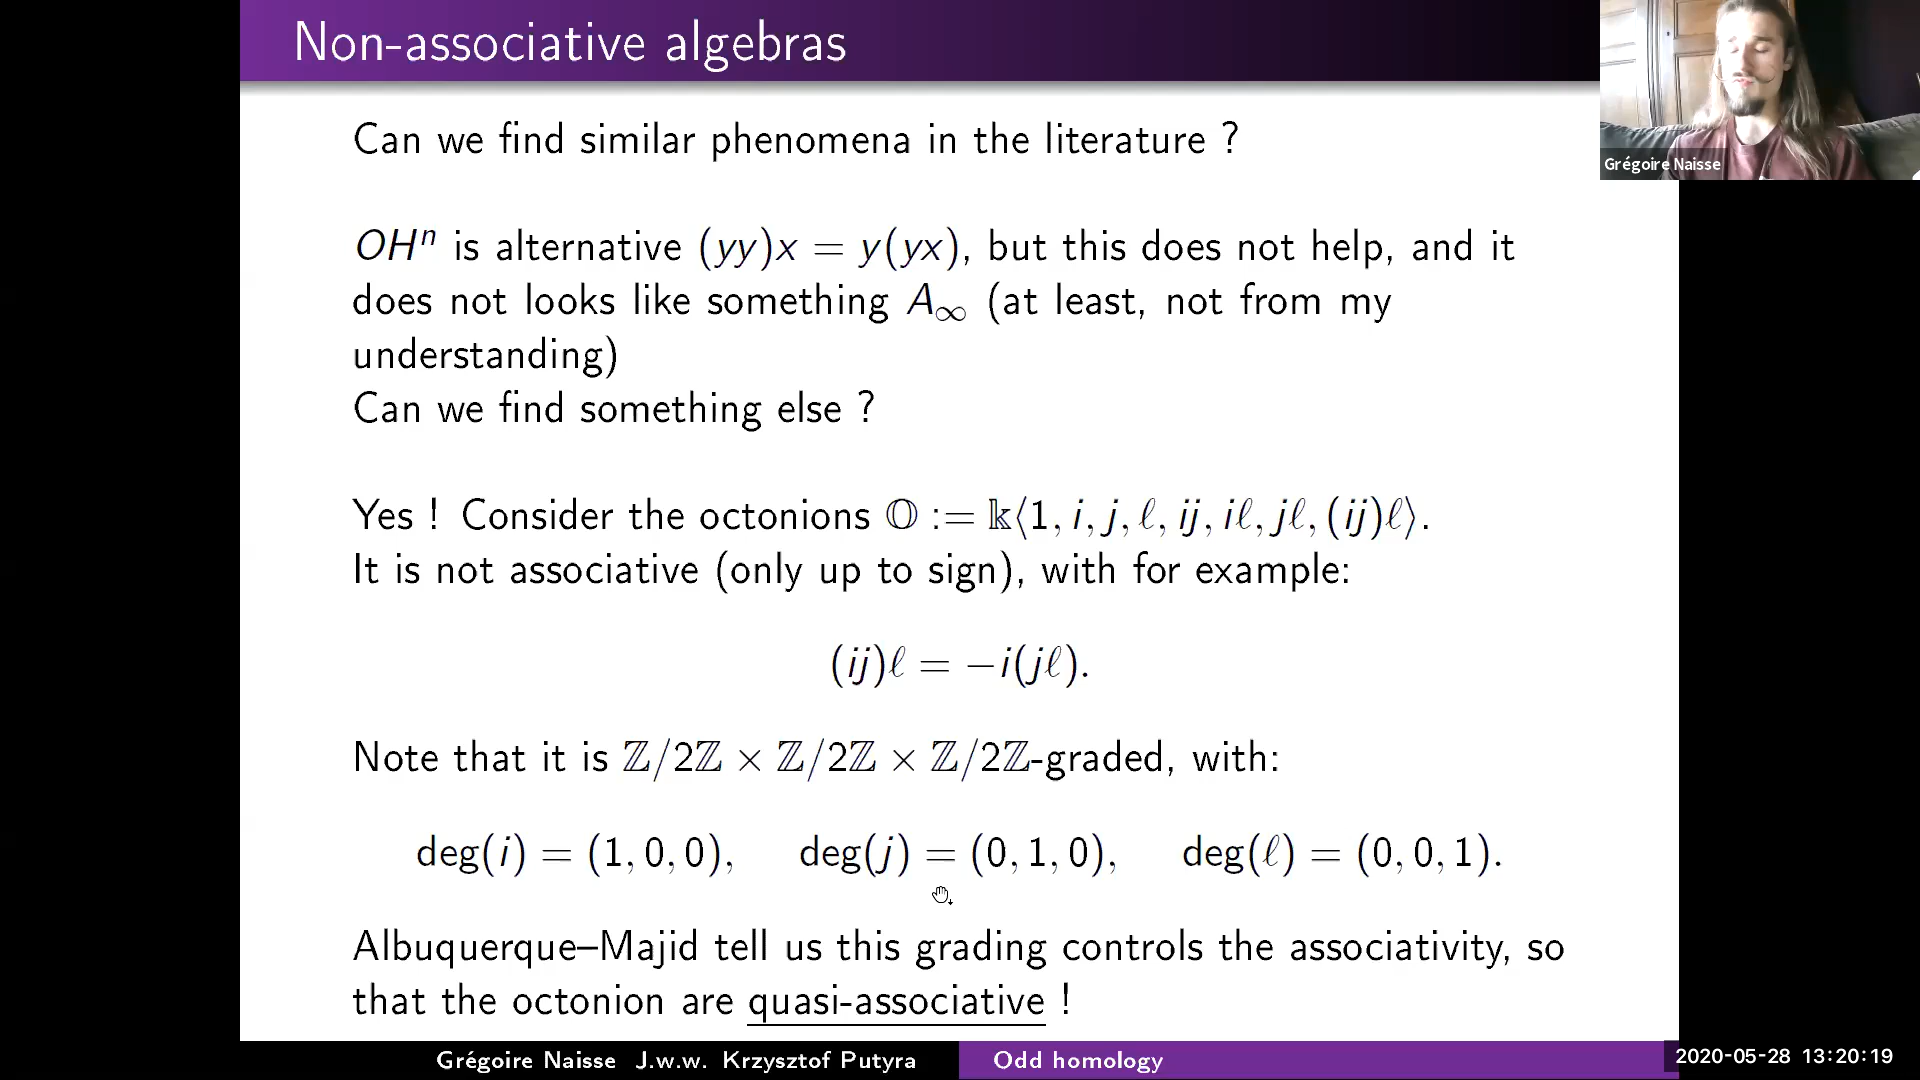 Non-associative algebras
Can we find similar phenomena in the literature ?
OHⁿ is alternative (yy)x = y(yx), but this does not help, and it
does not looks like something A∞ (at least, not from my
understanding)
Can we find something else ?
Yes ! Consider the octonions 𝕆 := 𝕜⟨1, i, j, ℓ, ij, iℓ, jℓ, (ij)ℓ⟩.
It is not associative (only up to sign), with for example:
(ij)ℓ = −i(jℓ).
Note that it is ℤ/2ℤ × ℤ/2ℤ × ℤ/2ℤ-graded, with:
deg(i) = (1, 0, 0), deg(j) = (0, 1, 0), deg(ℓ) = (0, 0, 1).
Albuquerque–Majid tell us this grading controls the associativity, so
that the octonion are quasi-associative !
Grégoire Naisse J.w.w. Krzysztof Putyra
Odd homology
Grégoire Naisse
2020-05-28 13:20:19